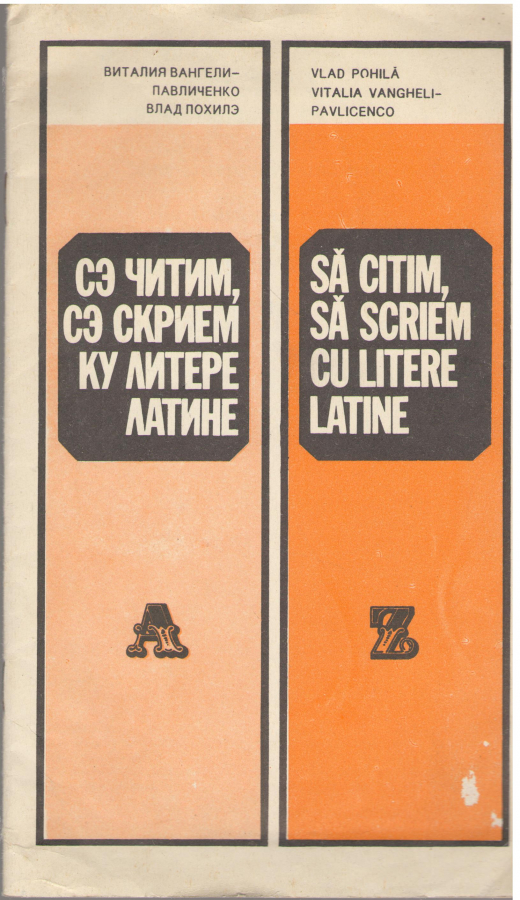 ВИТАЛИЯ ВАНГЕЛИ–
ПАВЛИЧЕНКО
ВЛАД ПОХИЛЭ
СЭ ЧИТИМ,
СЭ СКРИЕМ
КУ ЛИТЕРЕ
ЛАТИНЕ
A
VLAD POHILĂ
VITALIA VANGHELI–
PAVLICENCO
SĂ CITIM,
SĂ SCRIEM
CU LITERE
LATINE
Z